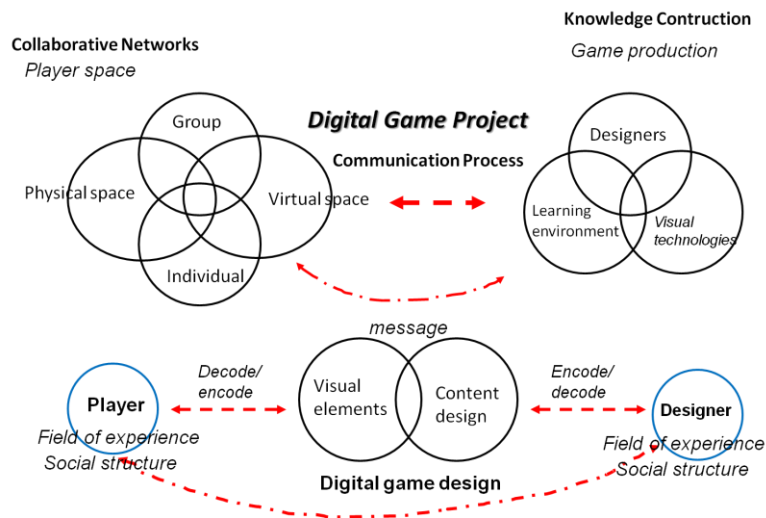 Collaborative Networks
Player space
Knowledge Contruction
Game production
Digital Game Project
Communication Process
Group
Physical space
Virtual space
Individual
Designers
Learning
environment
Visual
technologies
message
Player
Field of experience
Social structure
Decode/
encode
Visual
elements
Content
design
Encode/
decode
Designer
Field of experience
Social structure
Digital game design